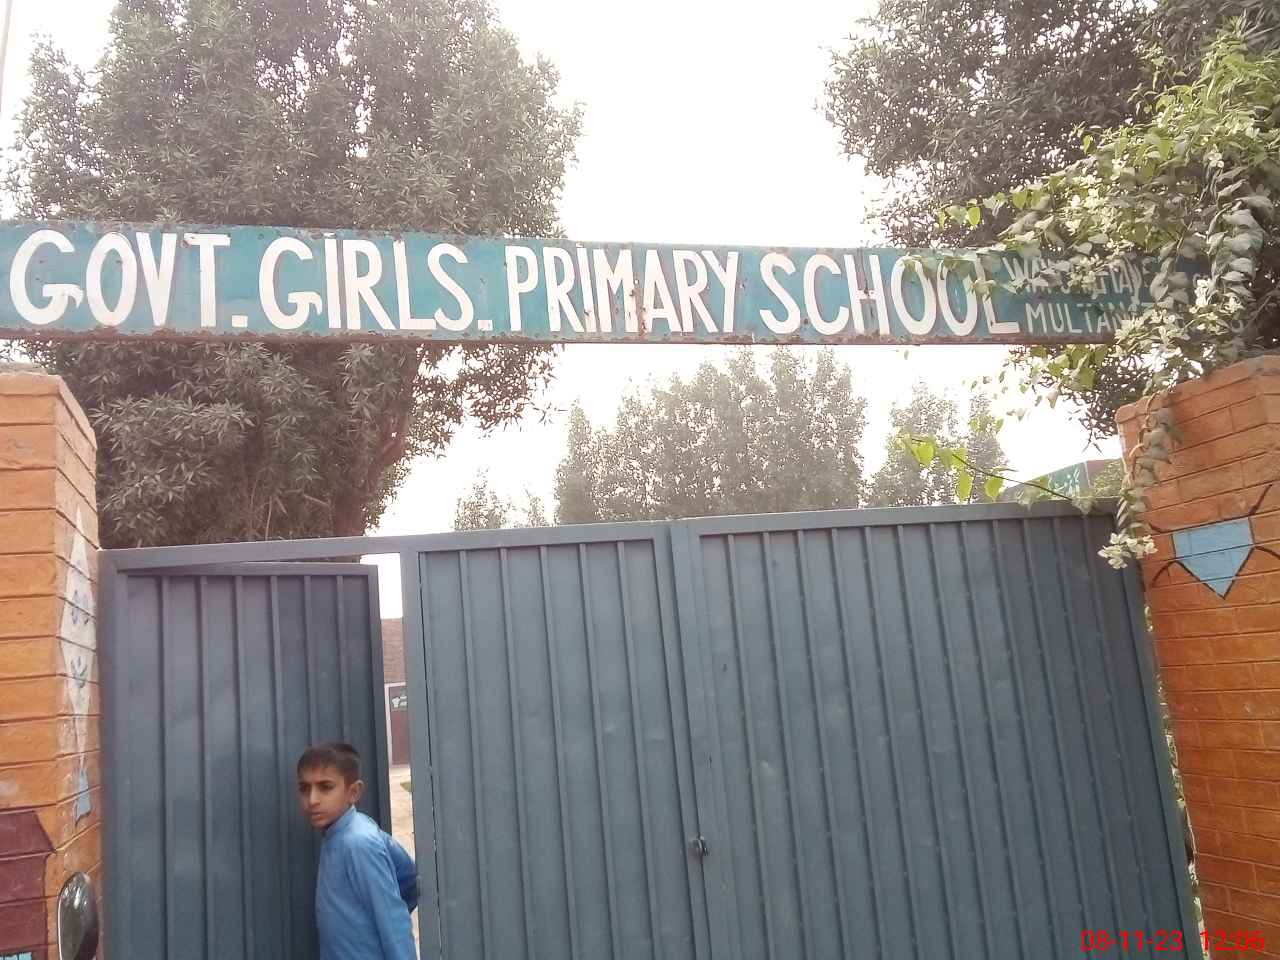 GOVT. GIRLS. PRIMARY SCHOOL
MULTAN
08-11-23 12:06